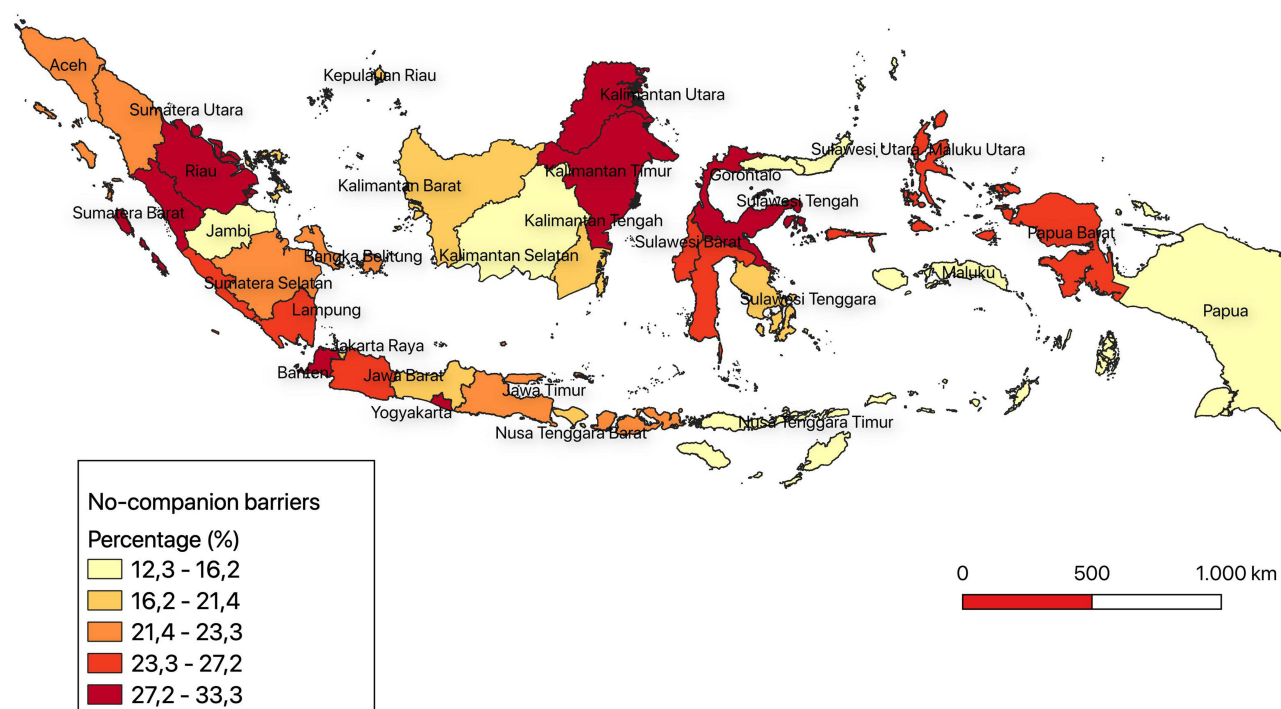 Aceh
Kepulauan Riau
Sumatera Utara
Kalimantan Utara
Sulawesi Utara
Maluku Utara
Riau
Kalimantan Timur
Gorontalo
Kalimantan Barat
Sulawesi Tengah
Sumatera Barat
Kalimantan Tengah
Jambi
Papua Barat
Sulawesi Barat
Bangka Belitung
Kalimantan Selatan
Maluku
Sumatera Selatan
Sulawesi Tenggara
Lampung
Papua
Jakarta Raya
Banten
Jawa Barat
Jawa Timur
Yogyakarta
Nusa Tenggara Timur
Nusa Tenggara Barat
No-companion barriers
Percentage (%)
12,3 - 16,2
16,2 - 21,4
21,4 - 23,3
23,3 - 27,2
27,2 - 33,3
0 500 1.000 km